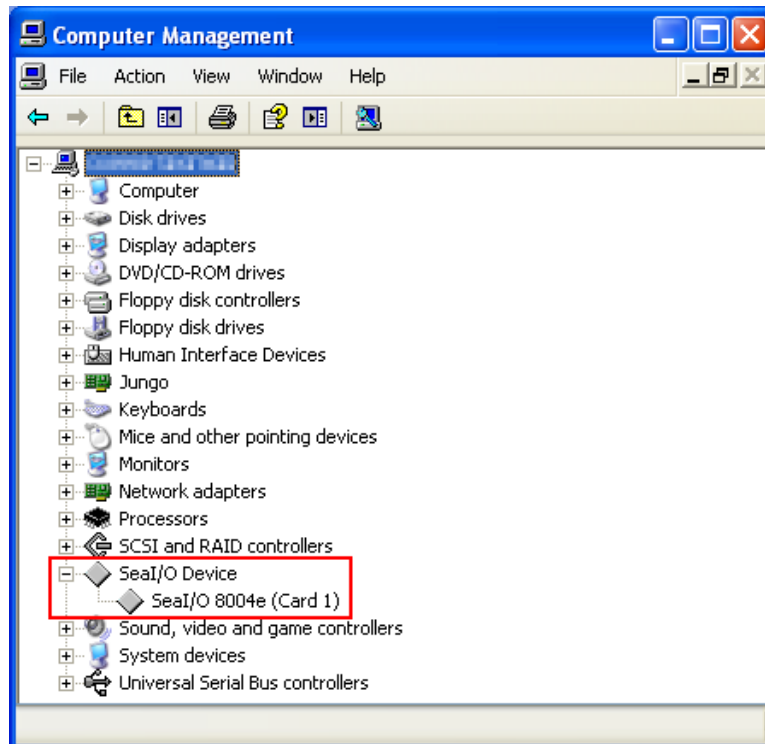 Computer Management
File Action View Window Help
Computer
Disk drives
Display adapters
DVD/CD-ROM drives
Floppy disk controllers
Floppy disk drives
Human Interface Devices
Jungo
Keyboards
Mice and other pointing devices
Monitors
Network adapters
Processors
SCSI and RAID controllers
SeaI/O Device
SeaI/O 8004e (Card 1)
Sound, video and game controllers
System devices
Universal Serial Bus controllers